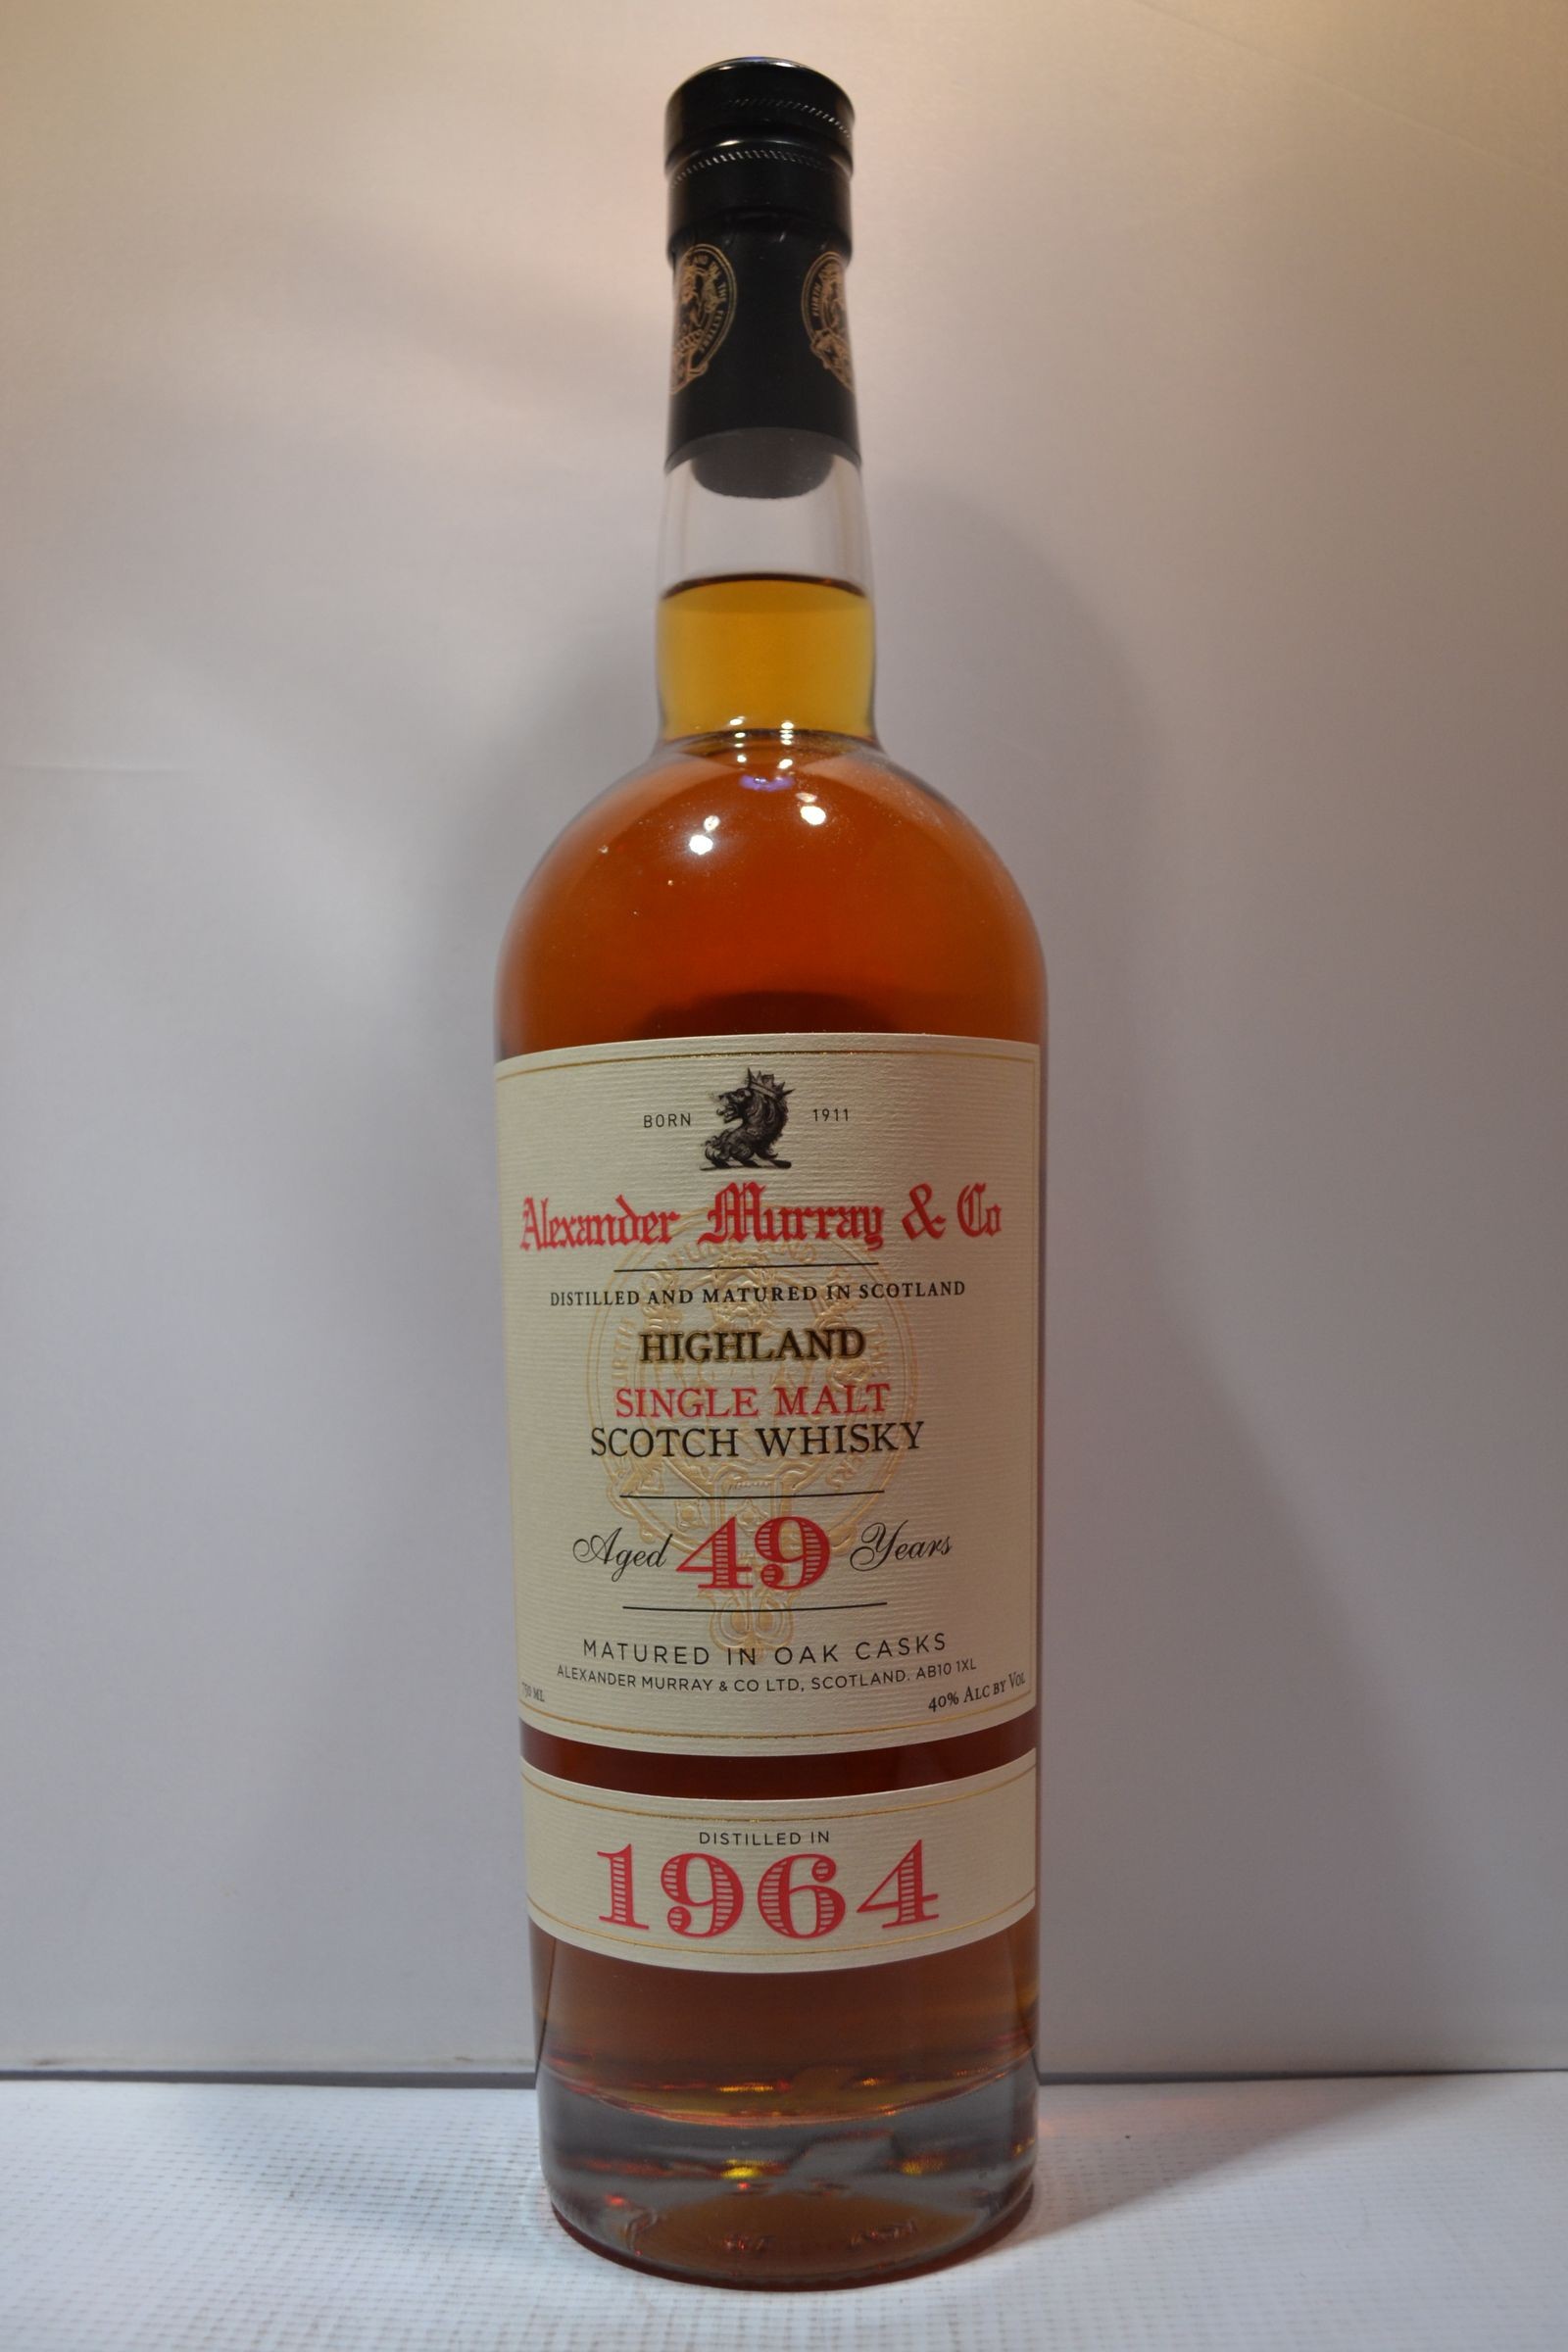 BORN 1911
Alexander Murray & Co
DISTILLED AND MATURED IN SCOTLAND
HIGHLAND
SINGLE MALT
SCOTCH WHISKY
Aged 49 Years
MATURED IN OAK CASKS
ALEXANDER MURRAY & CO LTD, SCOTLAND. AB10 1XL
750 ML 40% ALC BY VOL
DISTILLED IN
1964